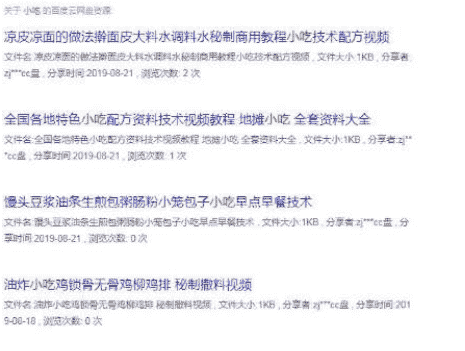 关于 小吃 的百度云网盘资源:
凉皮凉面的做法擀面皮大料水调料水秘制商用教程小吃技术配方视频
文件名:凉皮凉面的做法擀面皮大料水调料水秘制商用教程小吃技术配方视频 , 文件大小:1KB , 分享者:
zj***cc盘 , 分享时间:2019-08-21 , 浏览次数: 2 次
全国各地特色小吃配方资料技术视频教程 地摊小吃 全套资料大全
文件名:全国各地特色小吃配方资料技术视频教程 地摊小吃 全套资料大全 , 文件大小:1KB , 分享者:zj**
*cc盘 , 分享时间:2019-08-21 , 浏览次数: 1 次
馒头豆浆油条生煎包粥肠粉小笼包子小吃早点早餐技术
文件名:馒头豆浆油条生煎包粥肠粉小笼包子小吃早点早餐技术 , 文件大小:1KB , 分享者:zj***cc盘 , 分
享时间:2019-08-21 , 浏览次数: 0 次
油炸小吃鸡锁骨无骨鸡柳鸡排 秘制撒料视频
文件名:油炸小吃鸡锁骨无骨鸡柳鸡排 秘制撒料视频 , 文件大小:1KB , 分享者:zj***cc盘 , 分享时间:201
9-08-18 , 浏览次数: 0 次